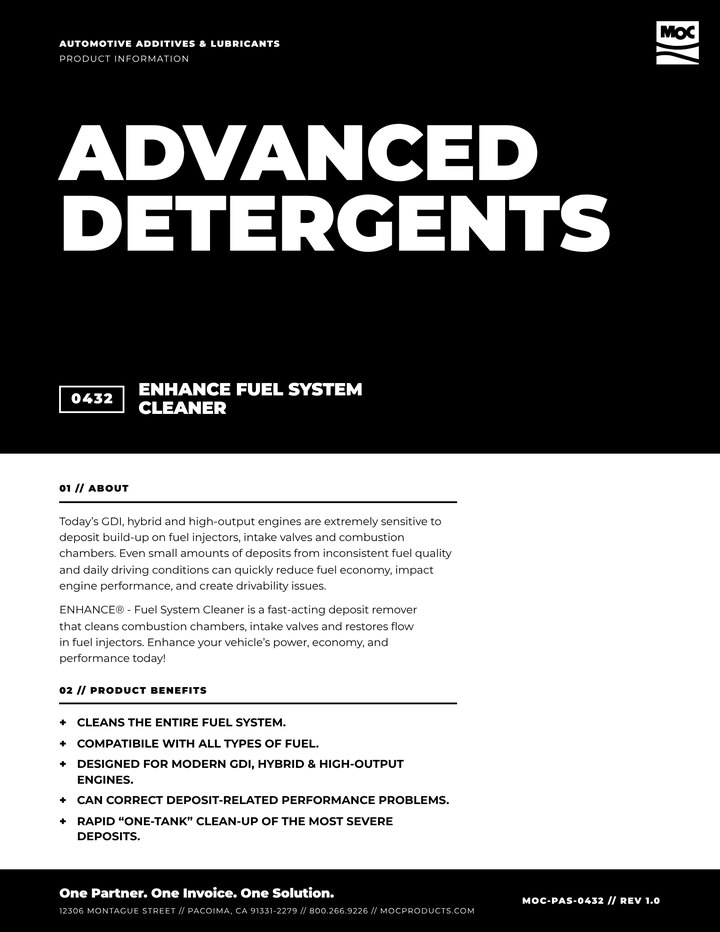 AUTOMOTIVE ADDITIVES & LUBRICANTS
PRODUCT INFORMATION
MOC
ADVANCED
DETERGENTS
0432
ENHANCE FUEL SYSTEM
CLEANER
01 // ABOUT
Today’s GDI, hybrid and high-output engines are extremely sensitive to
deposit build-up on fuel injectors, intake valves and combustion
chambers. Even small amounts of deposits from inconsistent fuel quality
and daily driving conditions can quickly reduce fuel economy, impact
engine performance, and create drivability issues.
ENHANCE® - Fuel System Cleaner is a fast-acting deposit remover
that cleans combustion chambers, intake valves and restores flow
in fuel injectors. Enhance your vehicle’s power, economy, and
performance today!
02 // PRODUCT BENEFITS
+ CLEANS THE ENTIRE FUEL SYSTEM.
+ COMPATIBILE WITH ALL TYPES OF FUEL.
+ DESIGNED FOR MODERN GDI, HYBRID & HIGH-OUTPUT
ENGINES.
+ CAN CORRECT DEPOSIT-RELATED PERFORMANCE PROBLEMS.
+ RAPID “ONE-TANK” CLEAN-UP OF THE MOST SEVERE
DEPOSITS.
One Partner. One Invoice. One Solution.
12306 MONTAGUE STREET // PACOIMA, CA 91331-2279 // 800.266.9226 // MOCPRODUCTS.COM
MOC-PAS-0432 // REV 1.0